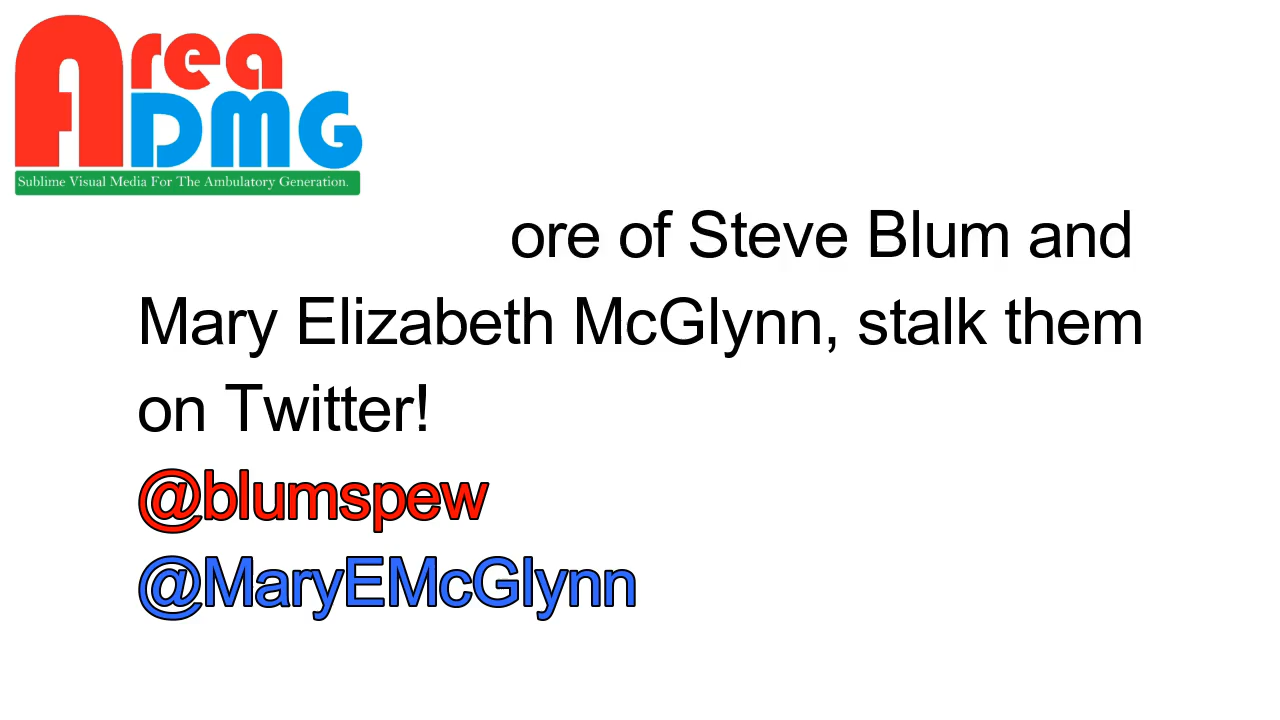 Area
DMG
Sublime Visual Media For The Ambulatory Generation.
ore of Steve Blum and
Mary Elizabeth McGlynn, stalk them
on Twitter!
@blumspew
@MaryEMcGlynn